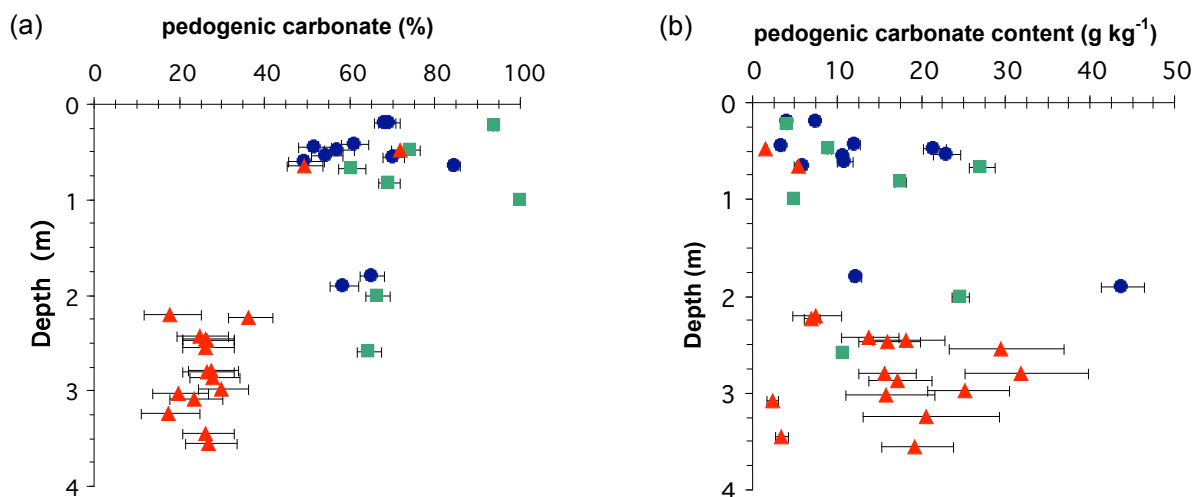 (a)
pedogenic carbonate (%)
0 20 40 60 80 100
0
1
2
3
4
Depth (m)
(b)
pedogenic carbonate content (g kg⁻¹)
0 10 20 30 40 50
0
1
2
3
4
Depth (m)